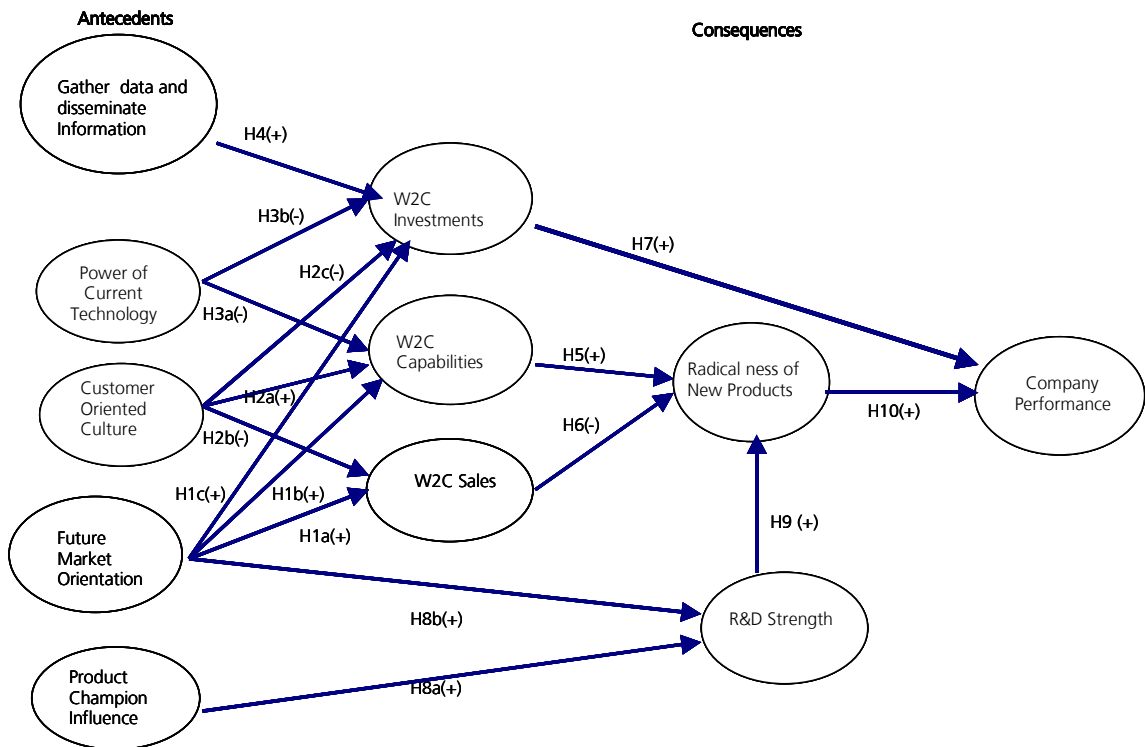 Antecedents
Consequences
Gather data and
disseminate
Information
H4(+)
W2C
Investments
H3b(-)
H7(+)
Power of
Current
Technology
H2c(-)
H3a(-)
W2C
Capabilities
H5(+)
Radical ness of
New Products
Company
Performance
Customer
Oriented
Culture
H2a(+)
H10(+)
H6(-)
H2b(-)
W2C Sales
H1c(+)
H1b(+)
H1a(+)
H9 (+)
Future
Market
Orientation
H8b(+)
R&D Strength
Product
Champion
Influence
H8a(+)